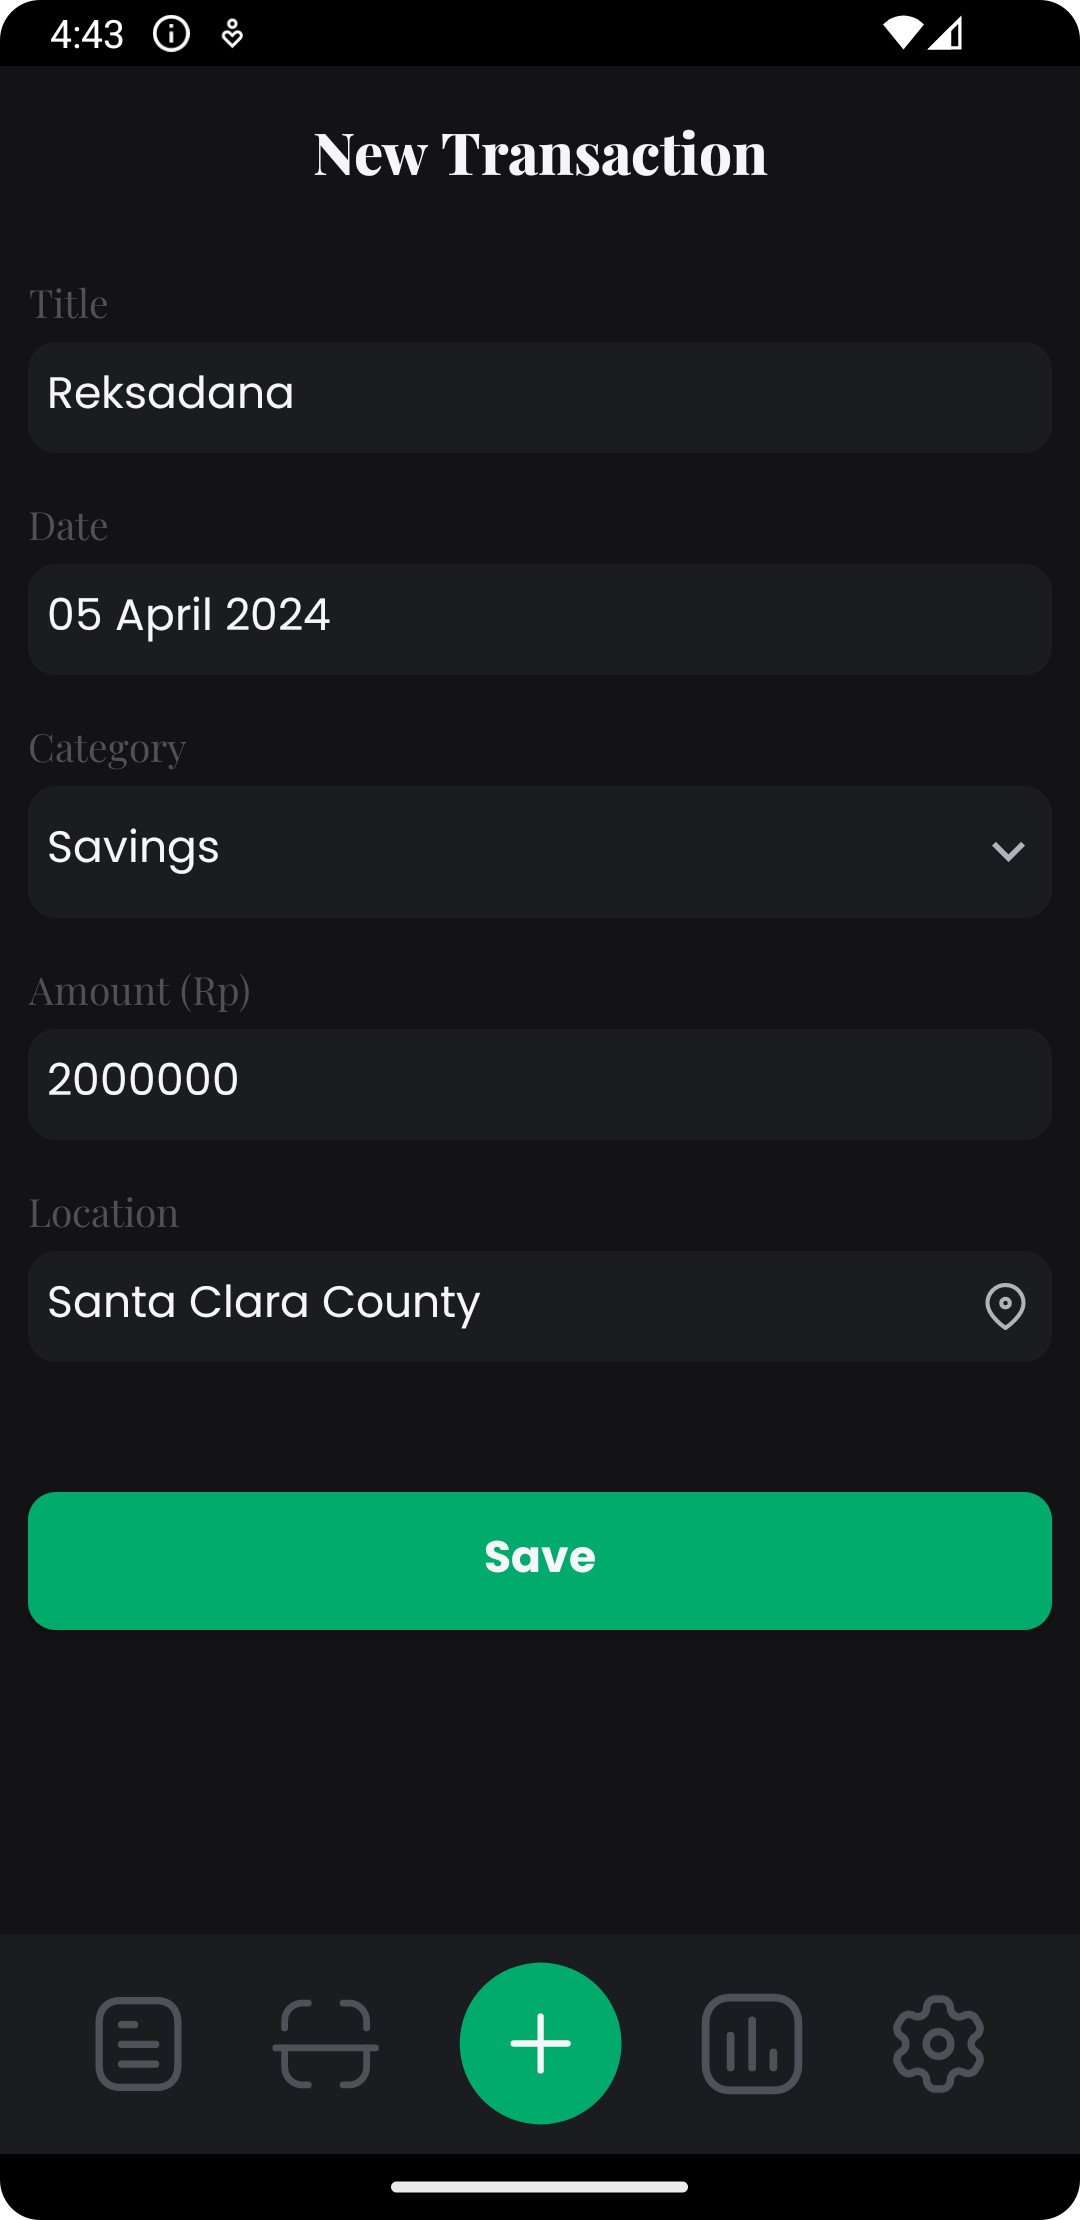 4:43
New Transaction
Title
Reksadana
Date
05 April 2024
Category
Savings
Amount (Rp)
2000000
Location
Santa Clara County
Save